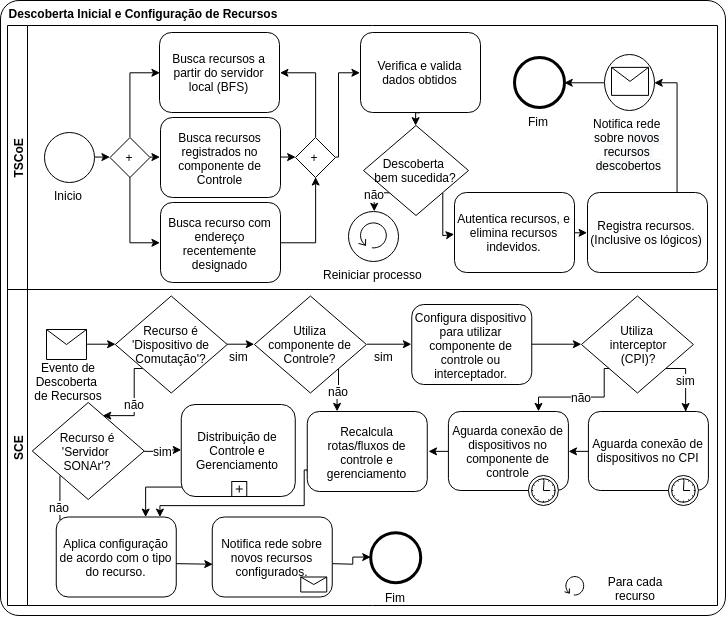 Descoberta Inicial e Configuração de Recursos
TSCoE
Inicio
+
Busca recursos a
partir do servidor
local (BFS)
Busca recursos
registrados no
componente de
Controle
Busca recurso com
endereço
recentemente
designado
+
Verifica e valida
dados obtidos
Descoberta
bem sucedida?
não
Reiniciar processo
Autentica recursos, e
elimina recursos
indevidos.
Registra recursos.
(Inclusive os lógicos)
Notifica rede
sobre novos
recursos
descobertos
Fim
SCE
Evento de
Descoberta
de Recursos
Recurso é
'Dispositivo de
Comutação'?
sim
não
Utiliza
componente de
Controle?
sim
não
Configura dispositivo
para utilizar
componente de
controle ou
interceptador.
Utiliza
interceptor
(CPI)?
não
sim
Recurso é
'Servidor
SONAr'?
sim
não
Distribuição de
Controle e
Gerenciamento
+
Recalcula
rotas/fluxos de
controle e
gerenciamento
Aguarda conexão de
dispositivos no
componente de
controle
Aguarda conexão de
dispositivos no CPI
Aplica configuração
de acordo com o tipo
do recurso.
Notifica rede sobre
novos recursos
configurados.
Fim
Para cada
recurso